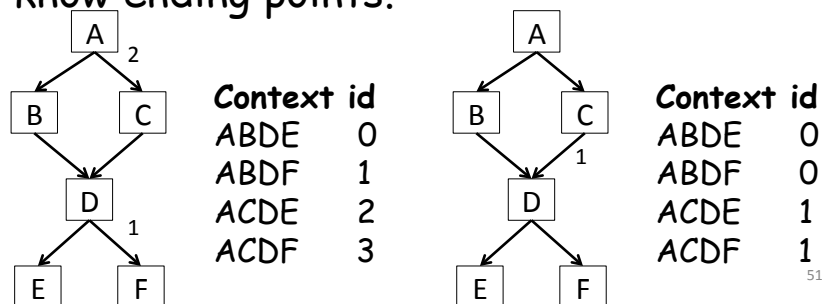 know ending points.
A
2
B
C
D
1
E
F
Context id
ABDE 0
ABDF 1
ACDE 2
ACDF 3
A
B
C
1
D
E
F
Context id
ABDE 0
ABDF 0
ACDE 1
ACDF 1
51